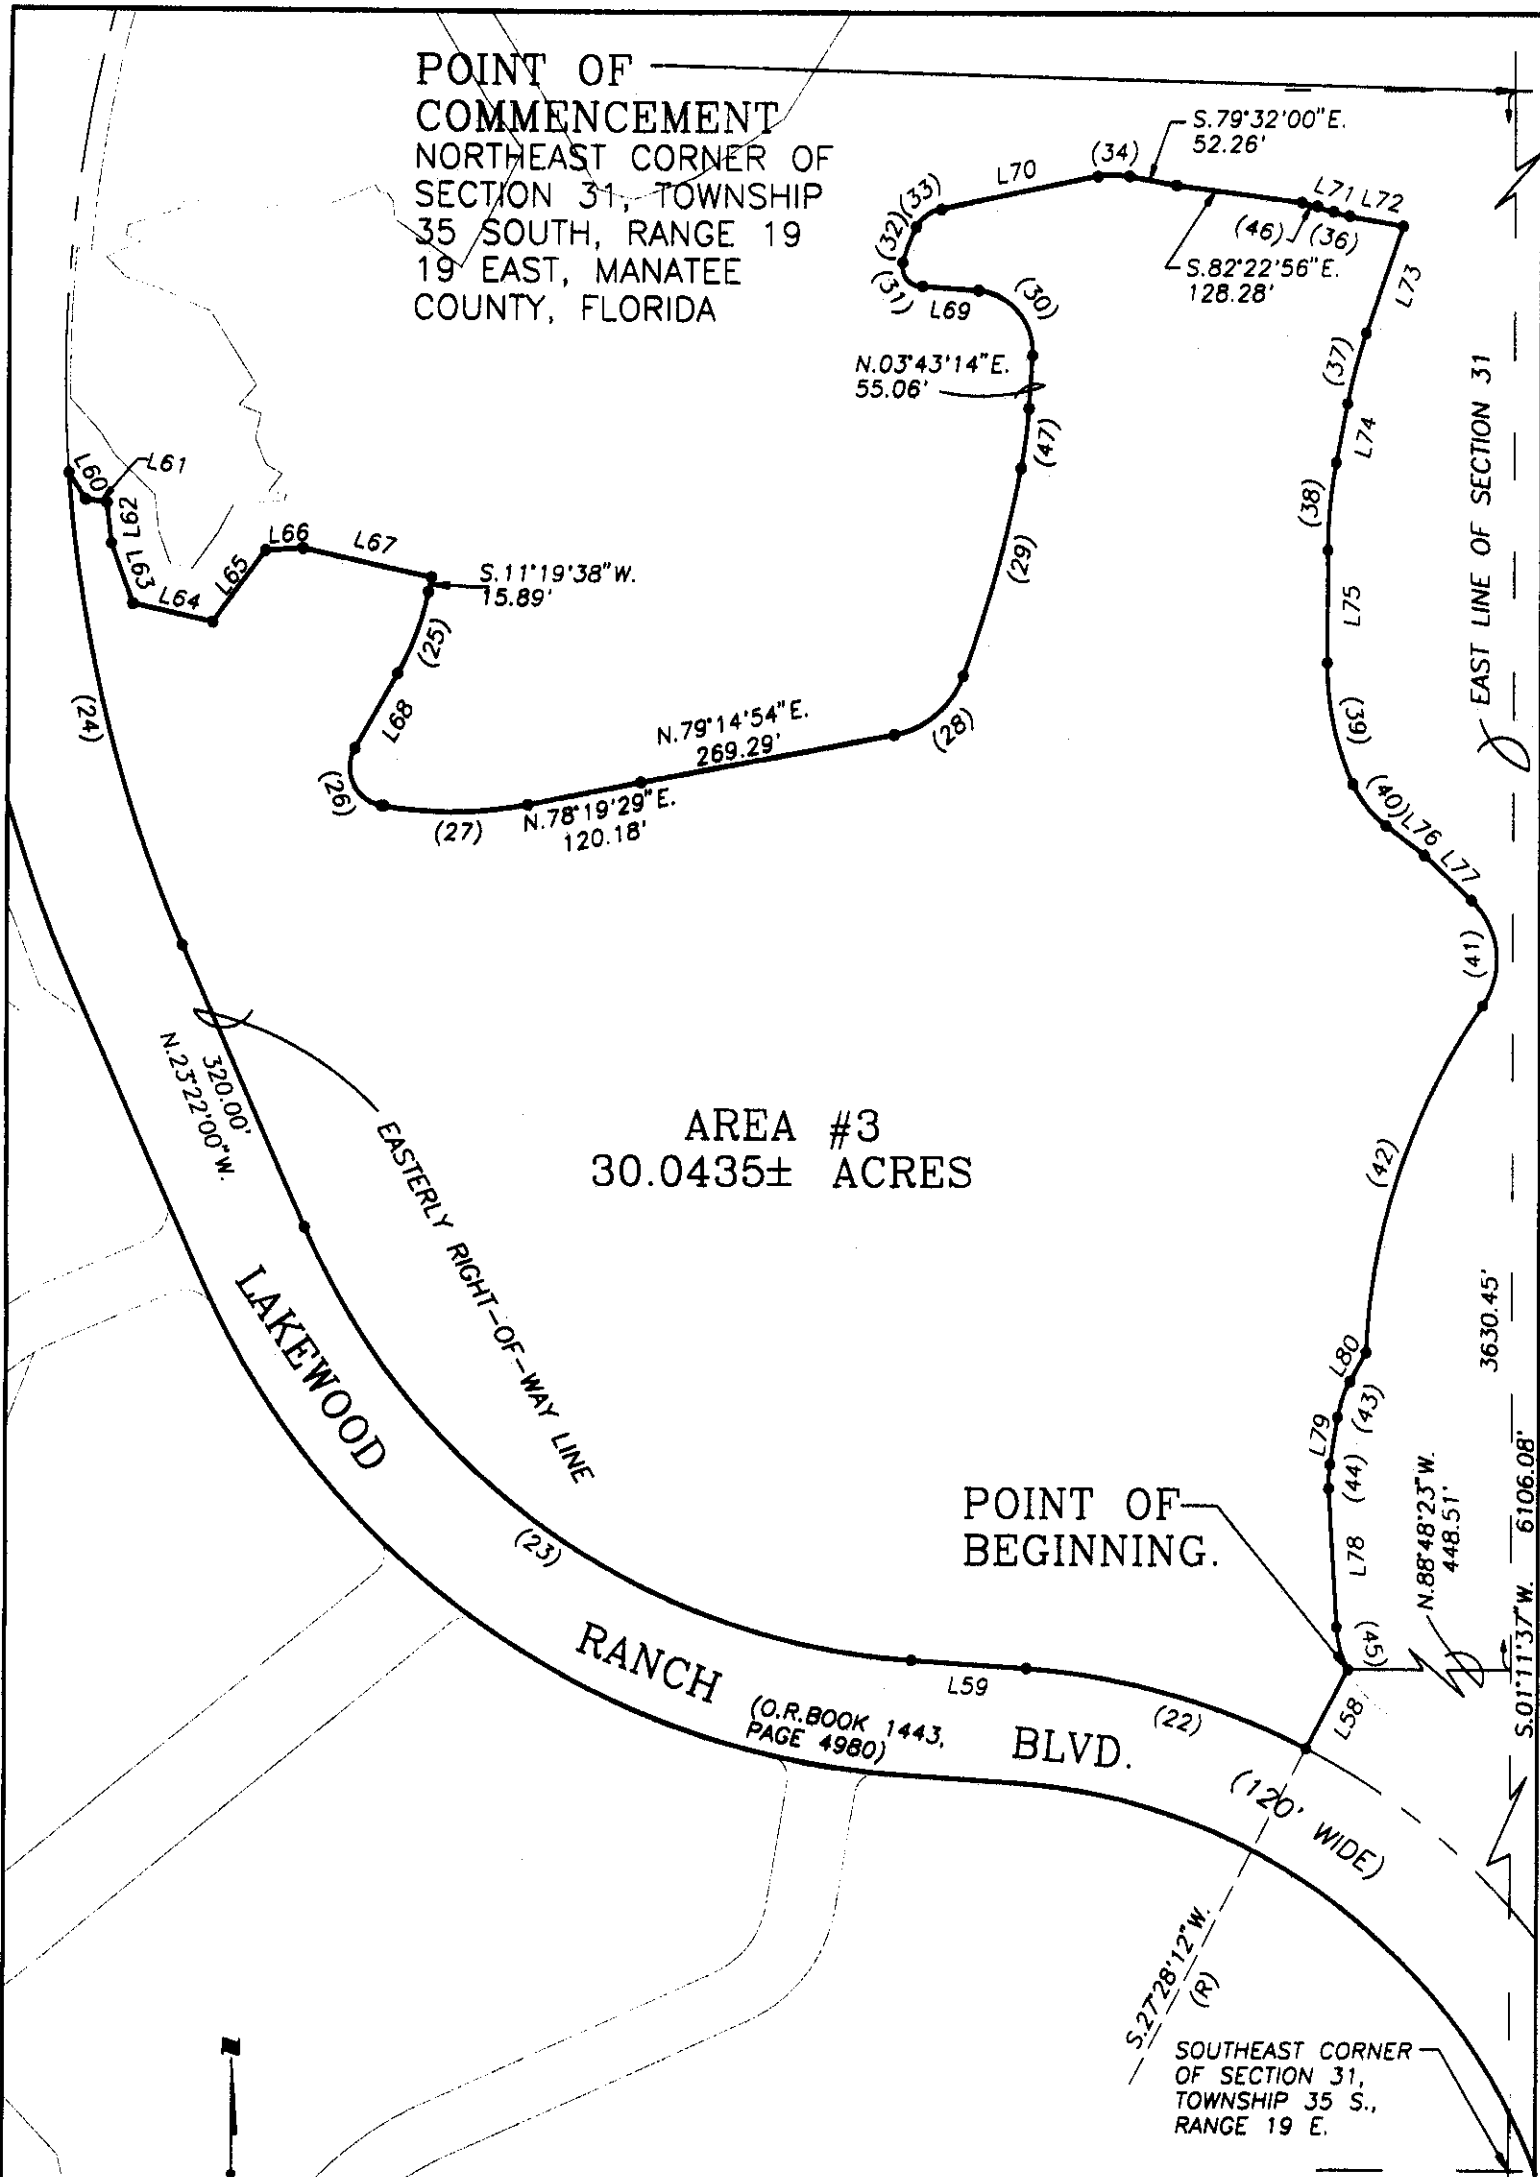 POINT OF
COMMENCEMENT
NORTHEAST CORNER OF
SECTION 31, TOWNSHIP
35 SOUTH, RANGE 19
19 EAST, MANATEE
COUNTY, FLORIDA
S.79°32'00"E.
52.26'
(34)
L70
(33)
(32)
(31)
L69
(30)
L71
L72
(46)
(36)
S.82°22'56"E.
128.28'
L73
N.03°43'14"E.
55.06'
(37)
(47)
L74
EAST LINE OF SECTION 31
L60
L61
L62
L63
L64
L65
L66
L67
S.11°19'38"W.
15.89'
(38)
(29)
(25)
L75
L68
(24)
N.79°14'54"E.
269.29'
(28)
(39)
(26)
(27)
N.78°19'29"E.
120.18'
(40)
L76
L77
(41)
320.00'
N.23°22'00"W.
EASTERLY RIGHT-OF-WAY LINE
AREA #3
30.0435± ACRES
(42)
3630.45'
LAKEWOOD
L80
(43)
L79
(44)
(23)
POINT OF
BEGINNING.
L78
N.88°48'23"W.
448.51'
S.01°11'37"W. 6106.08'
(45)
RANCH
(O.R.BOOK 1443,
PAGE 4980)
L59
(22)
L58
BLVD.
(120' WIDE)
S.27°28'12"W.
(R)
SOUTHEAST CORNER
OF SECTION 31,
TOWNSHIP 35 S.,
RANGE 19 E.